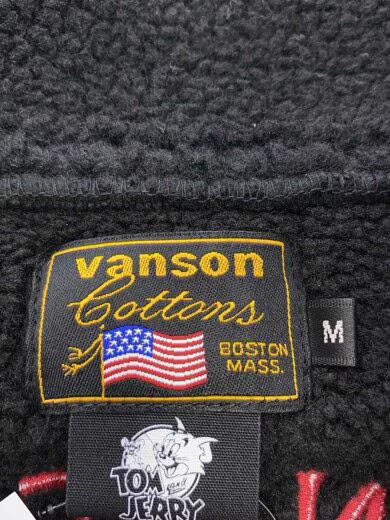 vanson
Cottons
BOSTON
MASS.
M
TOM
JERRY